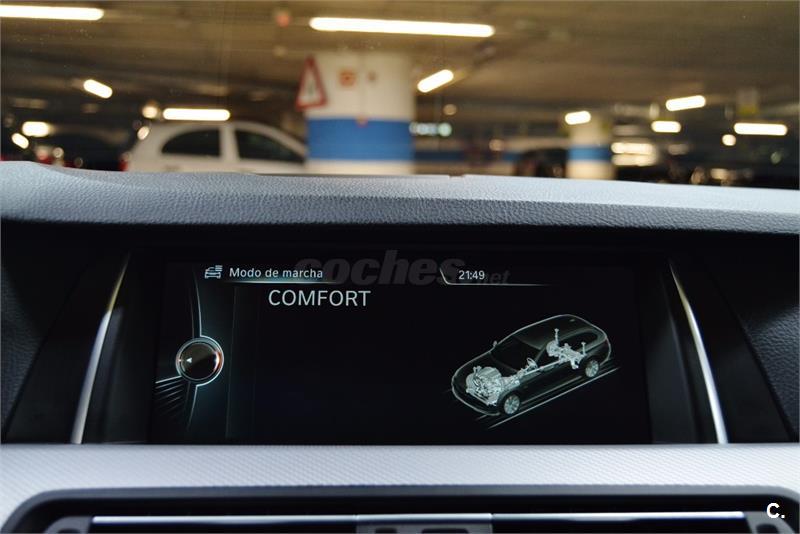 Modo de marcha
21:49
coches.net
COMFORT
C.